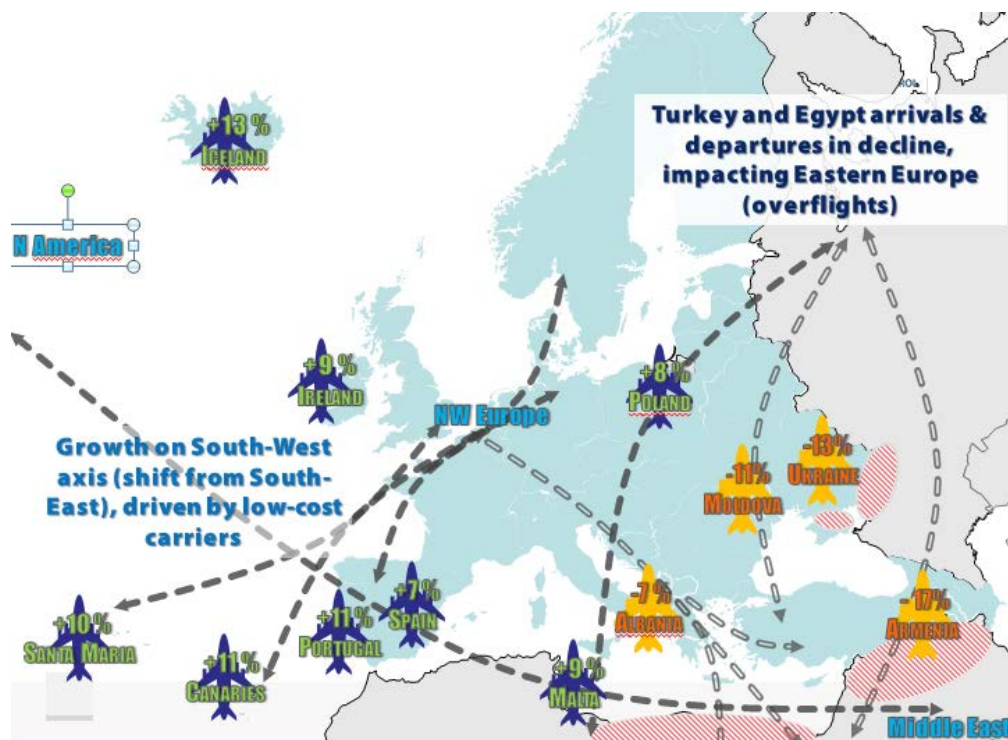 +13 %
ICELAND
ROL
Turkey and Egypt arrivals &
departures in decline,
impacting Eastern Europe
(overflights)
N America
+9 %
IRELAND
+8 %
POLAND
NW Europe
Growth on South-West
axis (shift from South-
East), driven by low-cost
carriers
-13%
UKRAINE
-11%
MOLDOVA
+10 %
SANTA MARIA
+11 %
CANARIES
+11 %
PORTUGAL
+7 %
SPAIN
-7 %
ALBANIA
- 17%
ARMENIA
+9 %
MALTA
Middle East